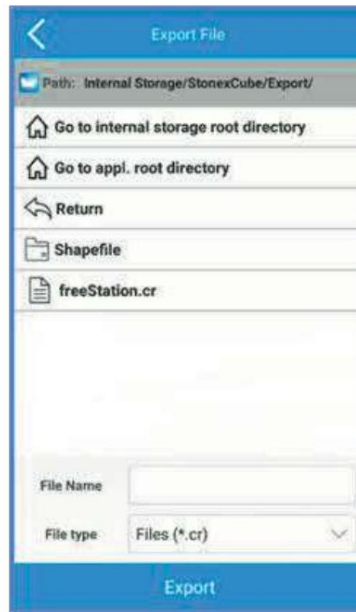 Export File
Path: Internal Storage/StonexCube/Export/
Go to internal storage root directory
Go to appl. root directory
Return
Shapefile
freeStation.cr
File Name
File type Files (*.cr)
Export